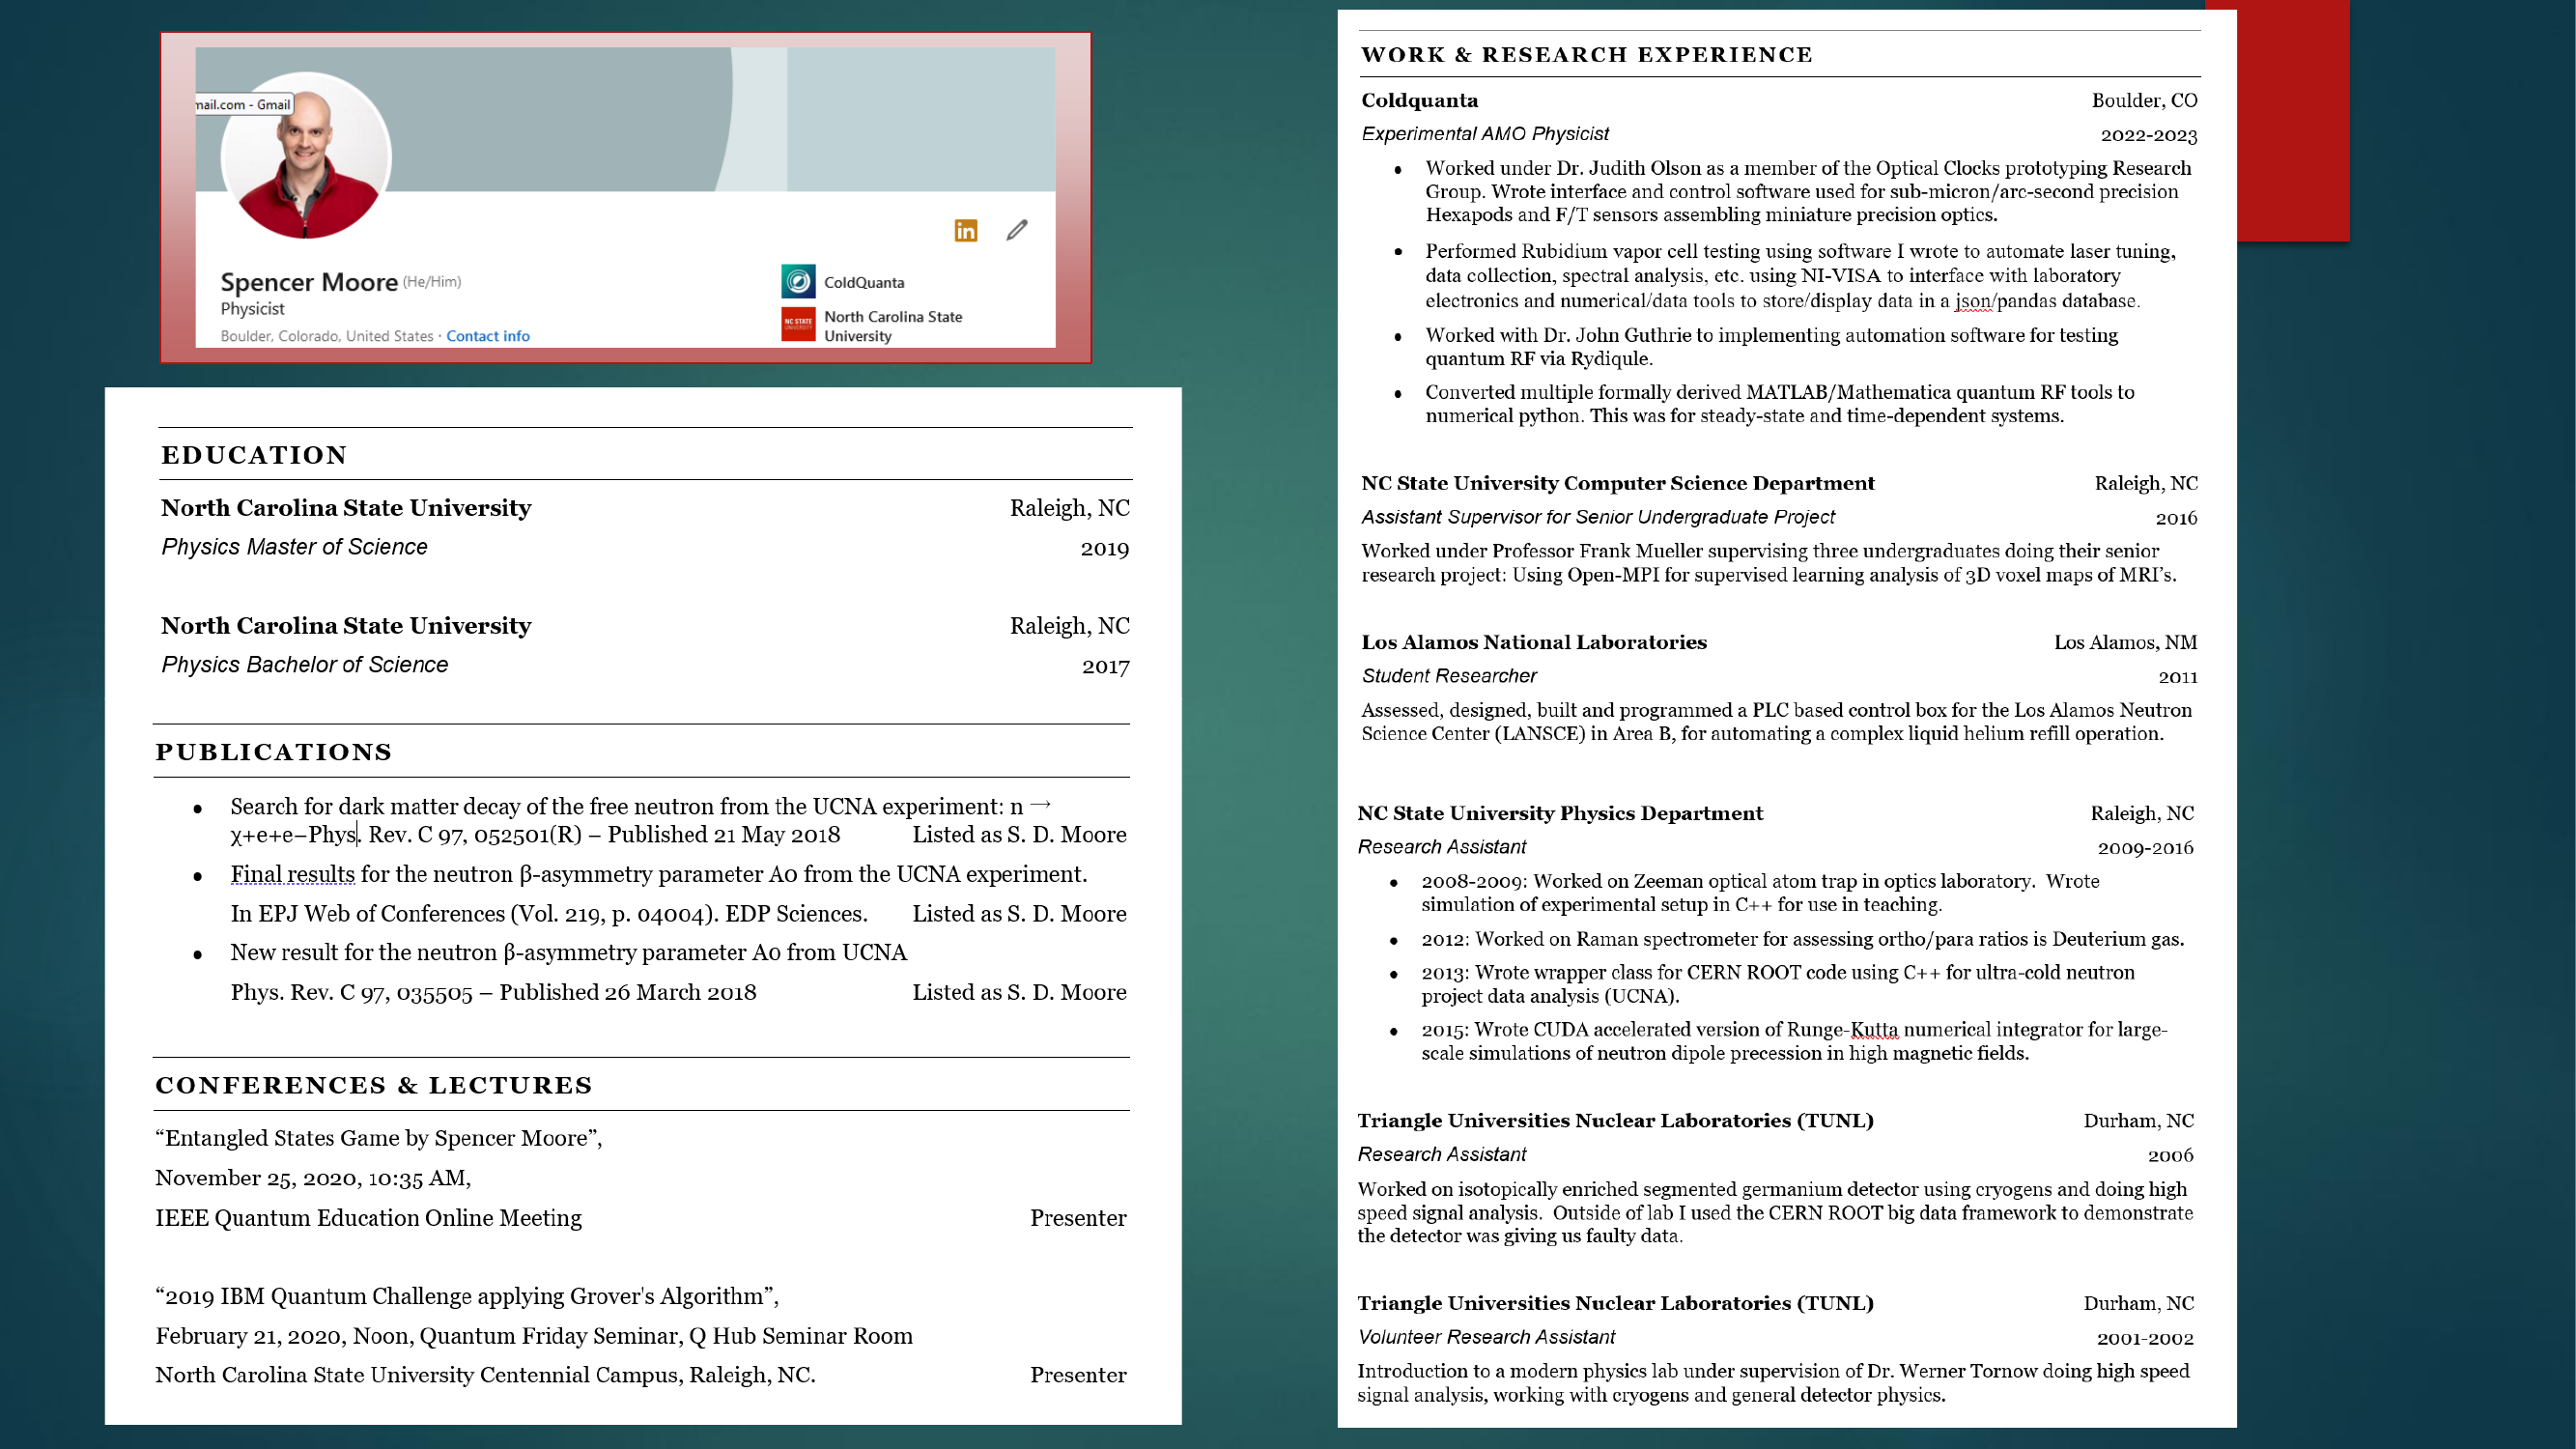 mail.com - Gmail
Spencer Moore (He/Him)
Physicist
Boulder, Colorado, United States · Contact info
in
ColdQuanta
NC STATE
UNIVERSITY
North Carolina State
University
EDUCATION
North Carolina State University Raleigh, NC
Physics Master of Science 2019
North Carolina State University Raleigh, NC
Physics Bachelor of Science 2017
PUBLICATIONS
• Search for dark matter decay of the free neutron from the UCNA experiment: n →
χ+e+e−Phys. Rev. C 97, 052501(R) – Published 21 May 2018 Listed as S. D. Moore
• Final results for the neutron β-asymmetry parameter A0 from the UCNA experiment.
In EPJ Web of Conferences (Vol. 219, p. 04004). EDP Sciences. Listed as S. D. Moore
• New result for the neutron β-asymmetry parameter A0 from UCNA
Phys. Rev. C 97, 035505 – Published 26 March 2018 Listed as S. D. Moore
CONFERENCES & LECTURES
“Entangled States Game by Spencer Moore”,
November 25, 2020, 10:35 AM,
IEEE Quantum Education Online Meeting Presenter
“2019 IBM Quantum Challenge applying Grover's Algorithm”,
February 21, 2020, Noon, Quantum Friday Seminar, Q Hub Seminar Room
North Carolina State University Centennial Campus, Raleigh, NC. Presenter
WORK & RESEARCH EXPERIENCE
Coldquanta Boulder, CO
Experimental AMO Physicist 2022-2023
• Worked under Dr. Judith Olson as a member of the Optical Clocks prototyping Research
Group. Wrote interface and control software used for sub-micron/arc-second precision
Hexapods and F/T sensors assembling miniature precision optics.
• Performed Rubidium vapor cell testing using software I wrote to automate laser tuning,
data collection, spectral analysis, etc. using NI-VISA to interface with laboratory
electronics and numerical/data tools to store/display data in a json/pandas database.
• Worked with Dr. John Guthrie to implementing automation software for testing
quantum RF via Rydiqule.
• Converted multiple formally derived MATLAB/Mathematica quantum RF tools to
numerical python. This was for steady-state and time-dependent systems.
NC State University Computer Science Department Raleigh, NC
Assistant Supervisor for Senior Undergraduate Project 2016
Worked under Professor Frank Mueller supervising three undergraduates doing their senior
research project: Using Open-MPI for supervised learning analysis of 3D voxel maps of MRI’s.
Los Alamos National Laboratories Los Alamos, NM
Student Researcher 2011
Assessed, designed, built and programmed a PLC based control box for the Los Alamos Neutron
Science Center (LANSCE) in Area B, for automating a complex liquid helium refill operation.
NC State University Physics Department Raleigh, NC
Research Assistant 2009-2016
• 2008-2009: Worked on Zeeman optical atom trap in optics laboratory. Wrote
simulation of experimental setup in C++ for use in teaching.
• 2012: Worked on Raman spectrometer for assessing ortho/para ratios is Deuterium gas.
• 2013: Wrote wrapper class for CERN ROOT code using C++ for ultra-cold neutron
project data analysis (UCNA).
• 2015: Wrote CUDA accelerated version of Runge-Kutta numerical integrator for large-
scale simulations of neutron dipole precession in high magnetic fields.
Triangle Universities Nuclear Laboratories (TUNL) Durham, NC
Research Assistant 2006
Worked on isotopically enriched segmented germanium detector using cryogens and doing high
speed signal analysis. Outside of lab I used the CERN ROOT big data framework to demonstrate
the detector was giving us faulty data.
Triangle Universities Nuclear Laboratories (TUNL) Durham, NC
Volunteer Research Assistant 2001-2002
Introduction to a modern physics lab under supervision of Dr. Werner Tornow doing high speed
signal analysis, working with cryogens and general detector physics.